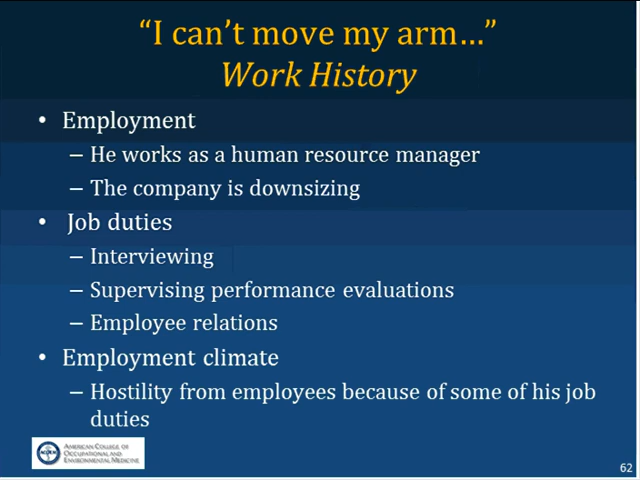 “I can’t move my arm…”
Work History
• Employment
– He works as a human resource manager
– The company is downsizing
• Job duties
– Interviewing
– Supervising performance evaluations
– Employee relations
• Employment climate
– Hostility from employees because of some of his job
duties
American College of
Occupational and
Environmental Medicine
62